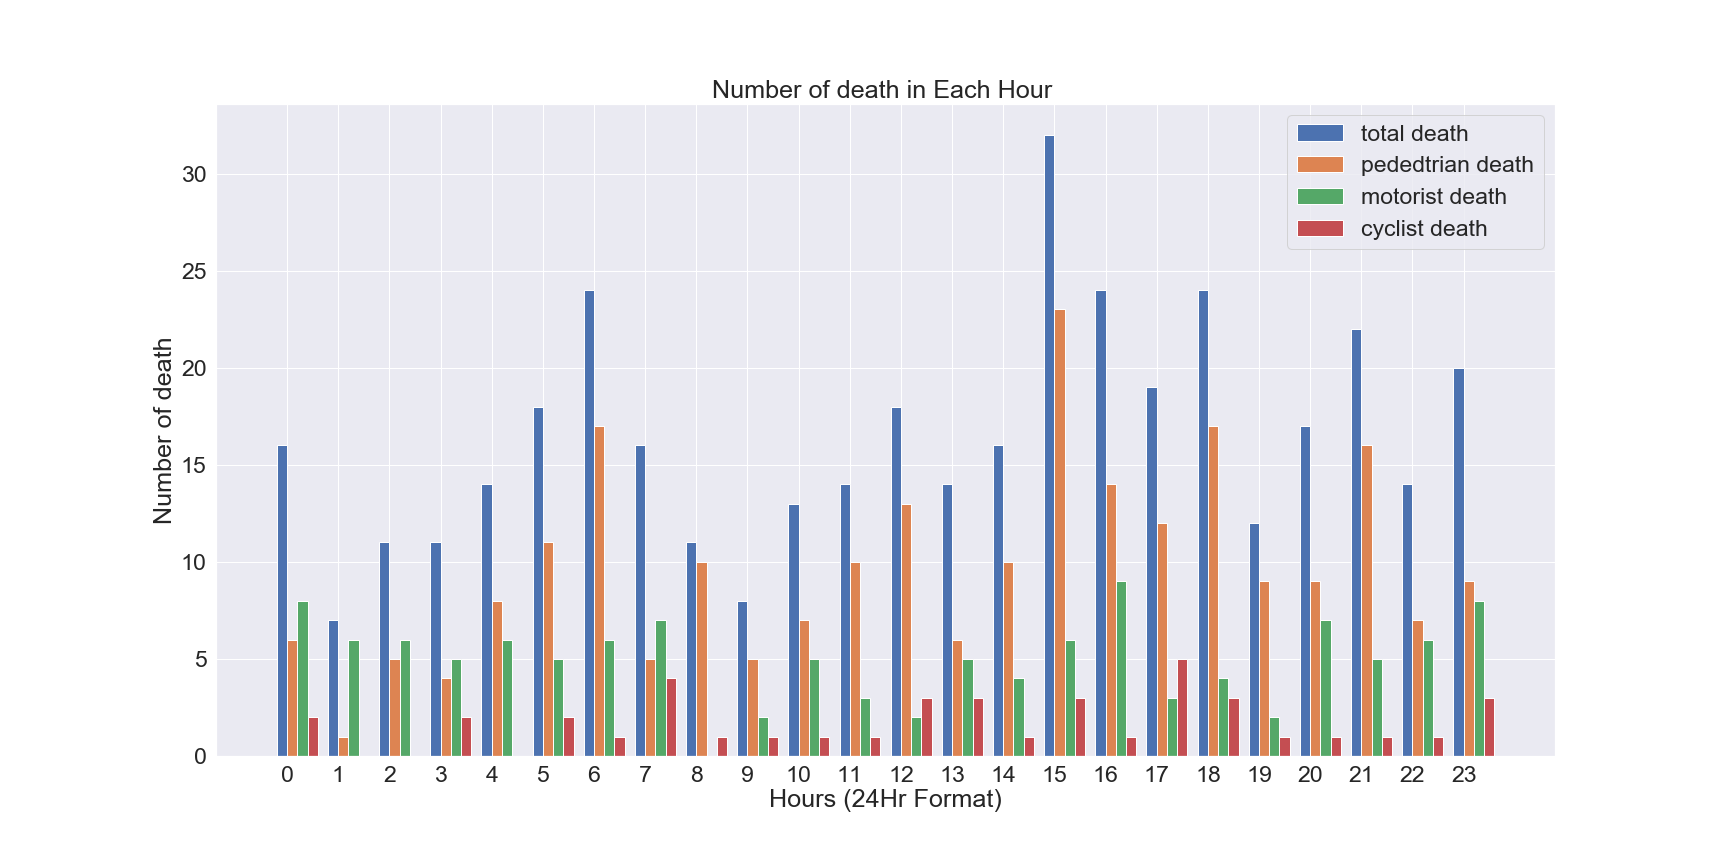 Number of death in Each Hour
total death
pededtrian death
motorist death
cyclist death
30
25
20
15
10
5
0
Number of death
0 1 2 3 4 5 6 7 8 9 10 11 12 13 14 15 16 17 18 19 20 21 22 23
Hours (24Hr Format)